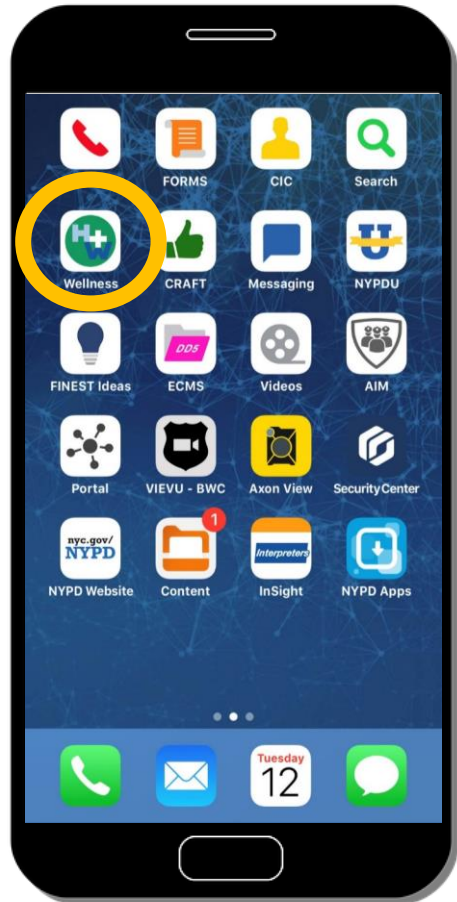 FORMS
CIC
Search
H+W
Wellness
CRAFT
Messaging
U
NYPDU
FINEST Ideas
DD5
ECMS
Videos
AIM
Portal
VIEVU - BWC
Axon View
SecurityCenter
nyc.gov/
NYPD
NYPD Website
1
Content
Interpreters
InSight
NYPD Apps
Tuesday
12